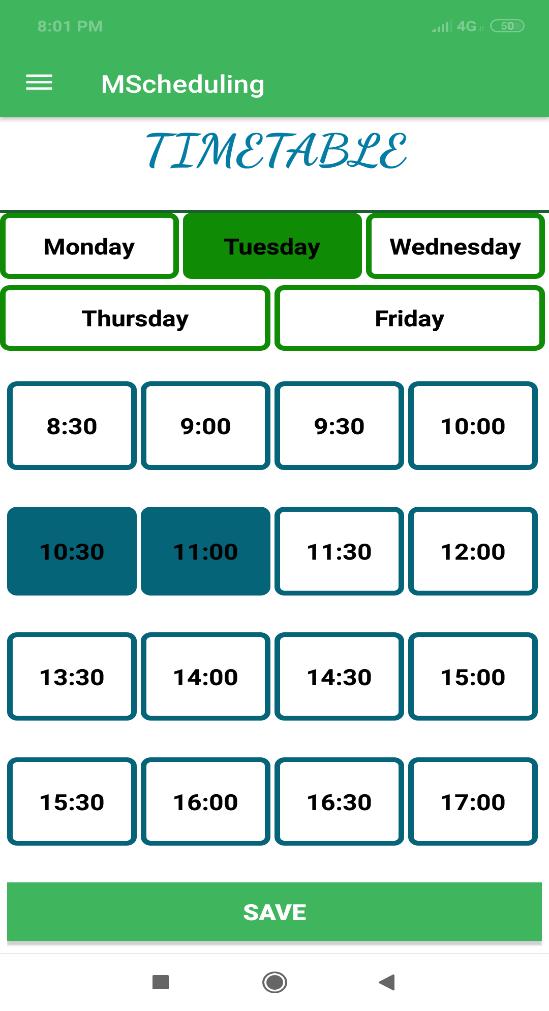 8:01 PM 4G 50
MScheduling
TIMETABLE
Monday Tuesday Wednesday
Thursday Friday
8:30 9:00 9:30 10:00
10:30 11:00 11:30 12:00
13:30 14:00 14:30 15:00
15:30 16:00 16:30 17:00
SAVE